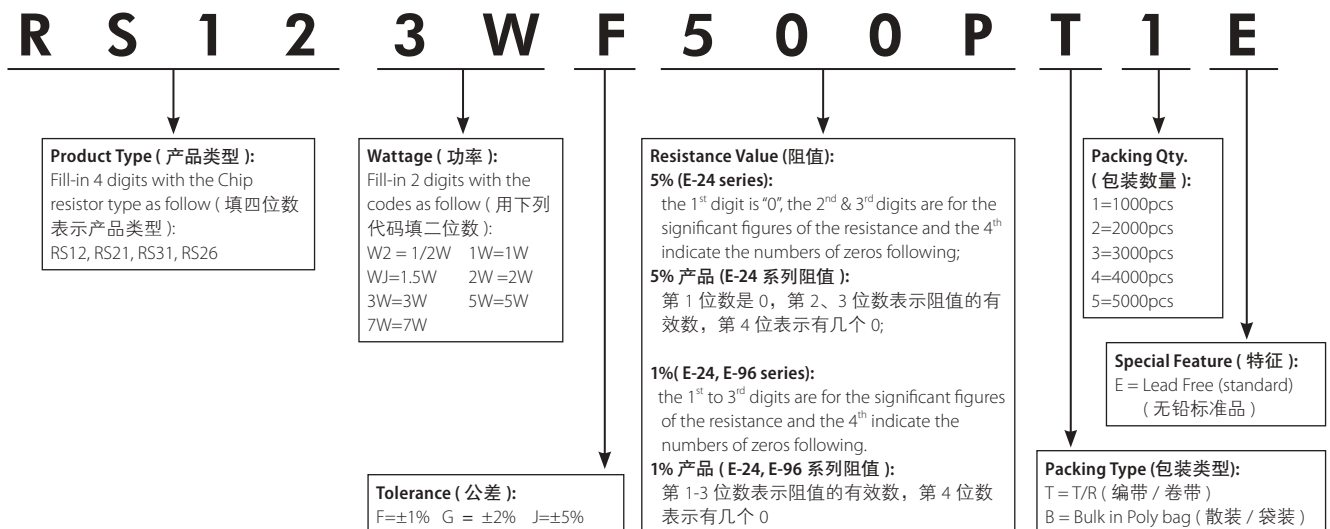 R S 1 2 3 W F 5 0 0 P T 1 E
Product Type ( 产品类型 ):
Fill-in 4 digits with the Chip
resistor type as follow ( 填四位数
表示产品类型 ):
RS12, RS21, RS31, RS26
Wattage ( 功率 ):
Fill-in 2 digits with the
codes as follow ( 用下列
代码填二位数 ):
W2 = 1/2W 1W=1W
WJ=1.5W 2W =2W
3W=3W 5W=5W
7W=7W
Tolerance ( 公差 ):
F=±1% G = ±2% J=±5%
Resistance Value (阻值):
5% (E-24 series):
the 1st digit is "0", the 2nd & 3rd digits are for the
significant figures of the resistance and the 4th
indicate the numbers of zeros following;
5% 产品 (E-24 系列阻值 ):
第 1 位数是 0，第 2、3 位数表示阻值的有
效数，第 4 位表示有几个 0;
1%( E-24, E-96 series):
the 1st to 3rd digits are for the significant figures
of the resistance and the 4th indicate the
numbers of zeros following.
1% 产品 ( E-24, E-96 系列阻值 ):
第 1-3 位数表示阻值的有效数，第 4 位数
表示有几个 0
Packing Qty.
( 包装数量 ):
1=1000pcs
2=2000pcs
3=3000pcs
4=4000pcs
5=5000pcs
Special Feature ( 特征 ):
E = Lead Free (standard)
( 无铅标准品 )
Packing Type (包装类型):
T = T/R ( 编带 / 卷带 )
B = Bulk in Poly bag ( 散装 / 袋装 )